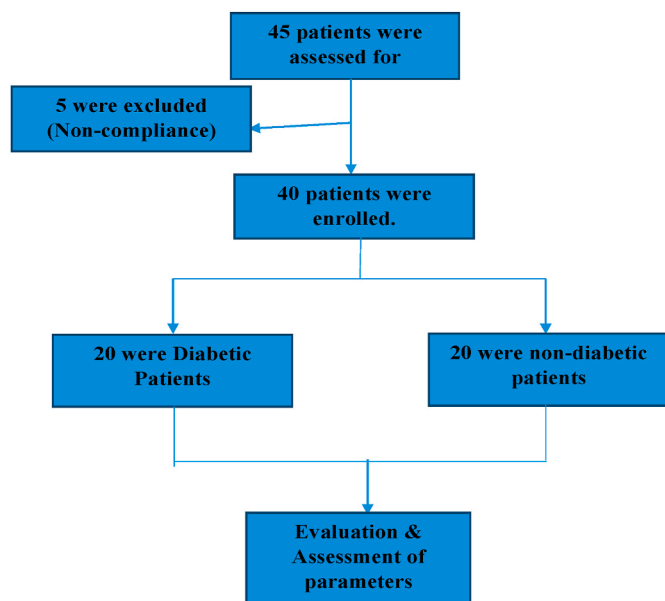 45 patients were
assessed for
5 were excluded
(Non-compliance)
40 patients were
enrolled.
20 were Diabetic
Patients
20 were non-diabetic
patients
Evaluation &
Assessment of
parameters